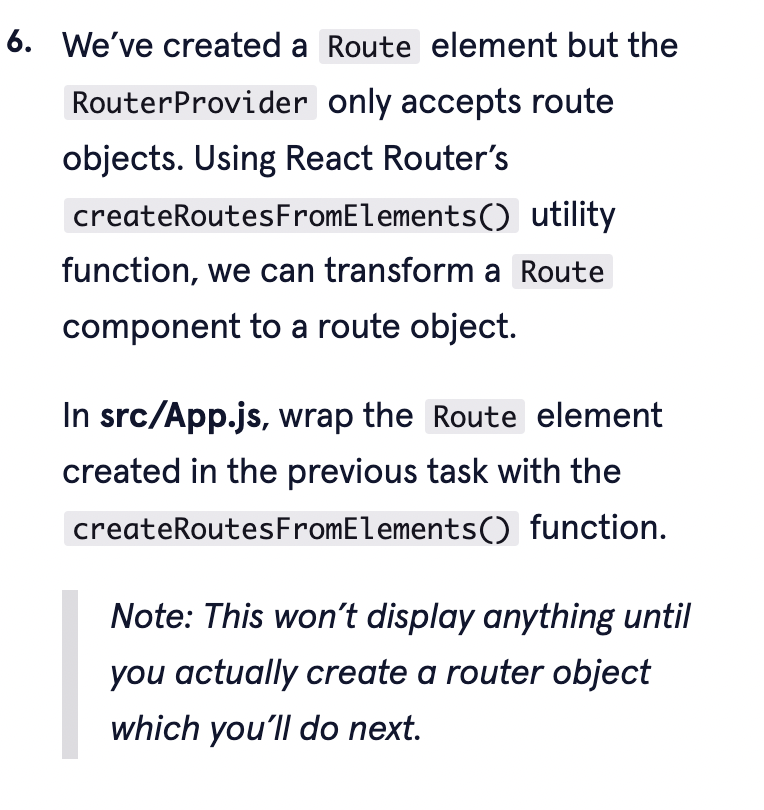 6. We’ve created a Route element but the
RouterProvider only accepts route
objects. Using React Router’s
createRoutesFromElements() utility
function, we can transform a Route
component to a route object.
In src/App.js, wrap the Route element
created in the previous task with the
createRoutesFromElements() function.
Note: This won’t display anything until
you actually create a router object
which you’ll do next.